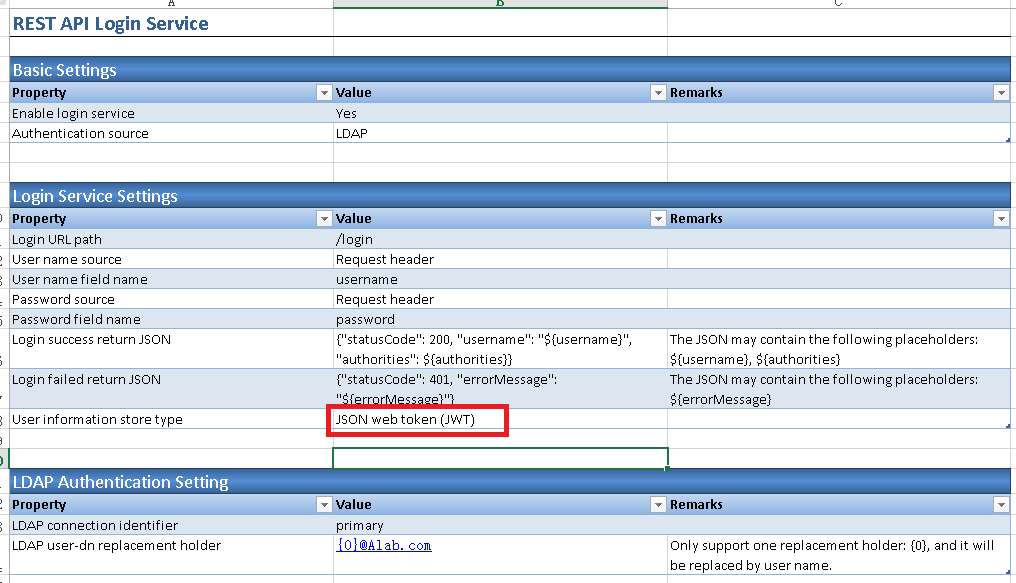 A B C
REST API Login Service
Basic Settings
Property Value Remarks
Enable login service Yes
Authentication source LDAP
Login Service Settings
Property Value Remarks
Login URL path /login
User name source Request header
User name field name username
Password source Request header
Password field name password
Login success return JSON {"statusCode": 200, "username": "${username}", The JSON may contain the following placeholders:
"authorities": ${authorities}} ${username}, ${authorities}
Login failed return JSON {"statusCode": 401, "errorMessage": The JSON may contain the following placeholders:
"${errorMessage}"} ${errorMessage}
User information store type JSON web token (JWT)
LDAP Authentication Setting
Property Value Remarks
LDAP connection identifier primary
LDAP user-dn replacement holder {0}@Alab.com Only support one replacement holder: {0}, and it will
be replaced by user name.